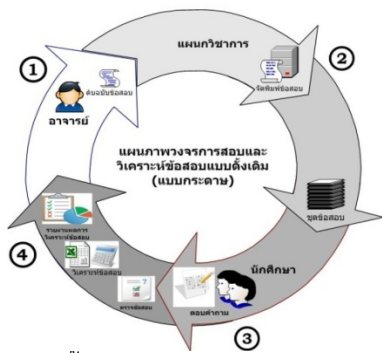 แผนกวิชาการ
①
②
จัดพิมพ์ข้อสอบ
ต้นฉบับข้อสอบ
อาจารย์
แผนภาพวงจรการสอบและ
วิเคราะห์ข้อสอบแบบดั้งเดิม
(แบบกระดาษ)
ชุดข้อสอบ
รายงานผลการ
วิเคราะห์ข้อสอบ
④
วิเคราะห์ข้อสอบ
นักศึกษา
ตรวจข้อสอบ
ตอบคำถาม
③